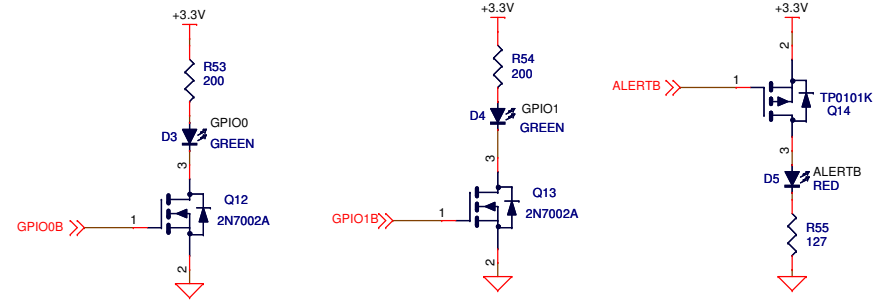 +3.3V
R53
200
GPIO0
D3
GREEN
3
Q12
1
2N7002A
GPIO0B
2
+3.3V
R54
200
GPIO1
D4
GREEN
3
Q13
1
2N7002A
GPIO1B
2
+3.3V
2
ALERTB
1
TP0101K
Q14
3
ALERTB
D5
RED
R55
127